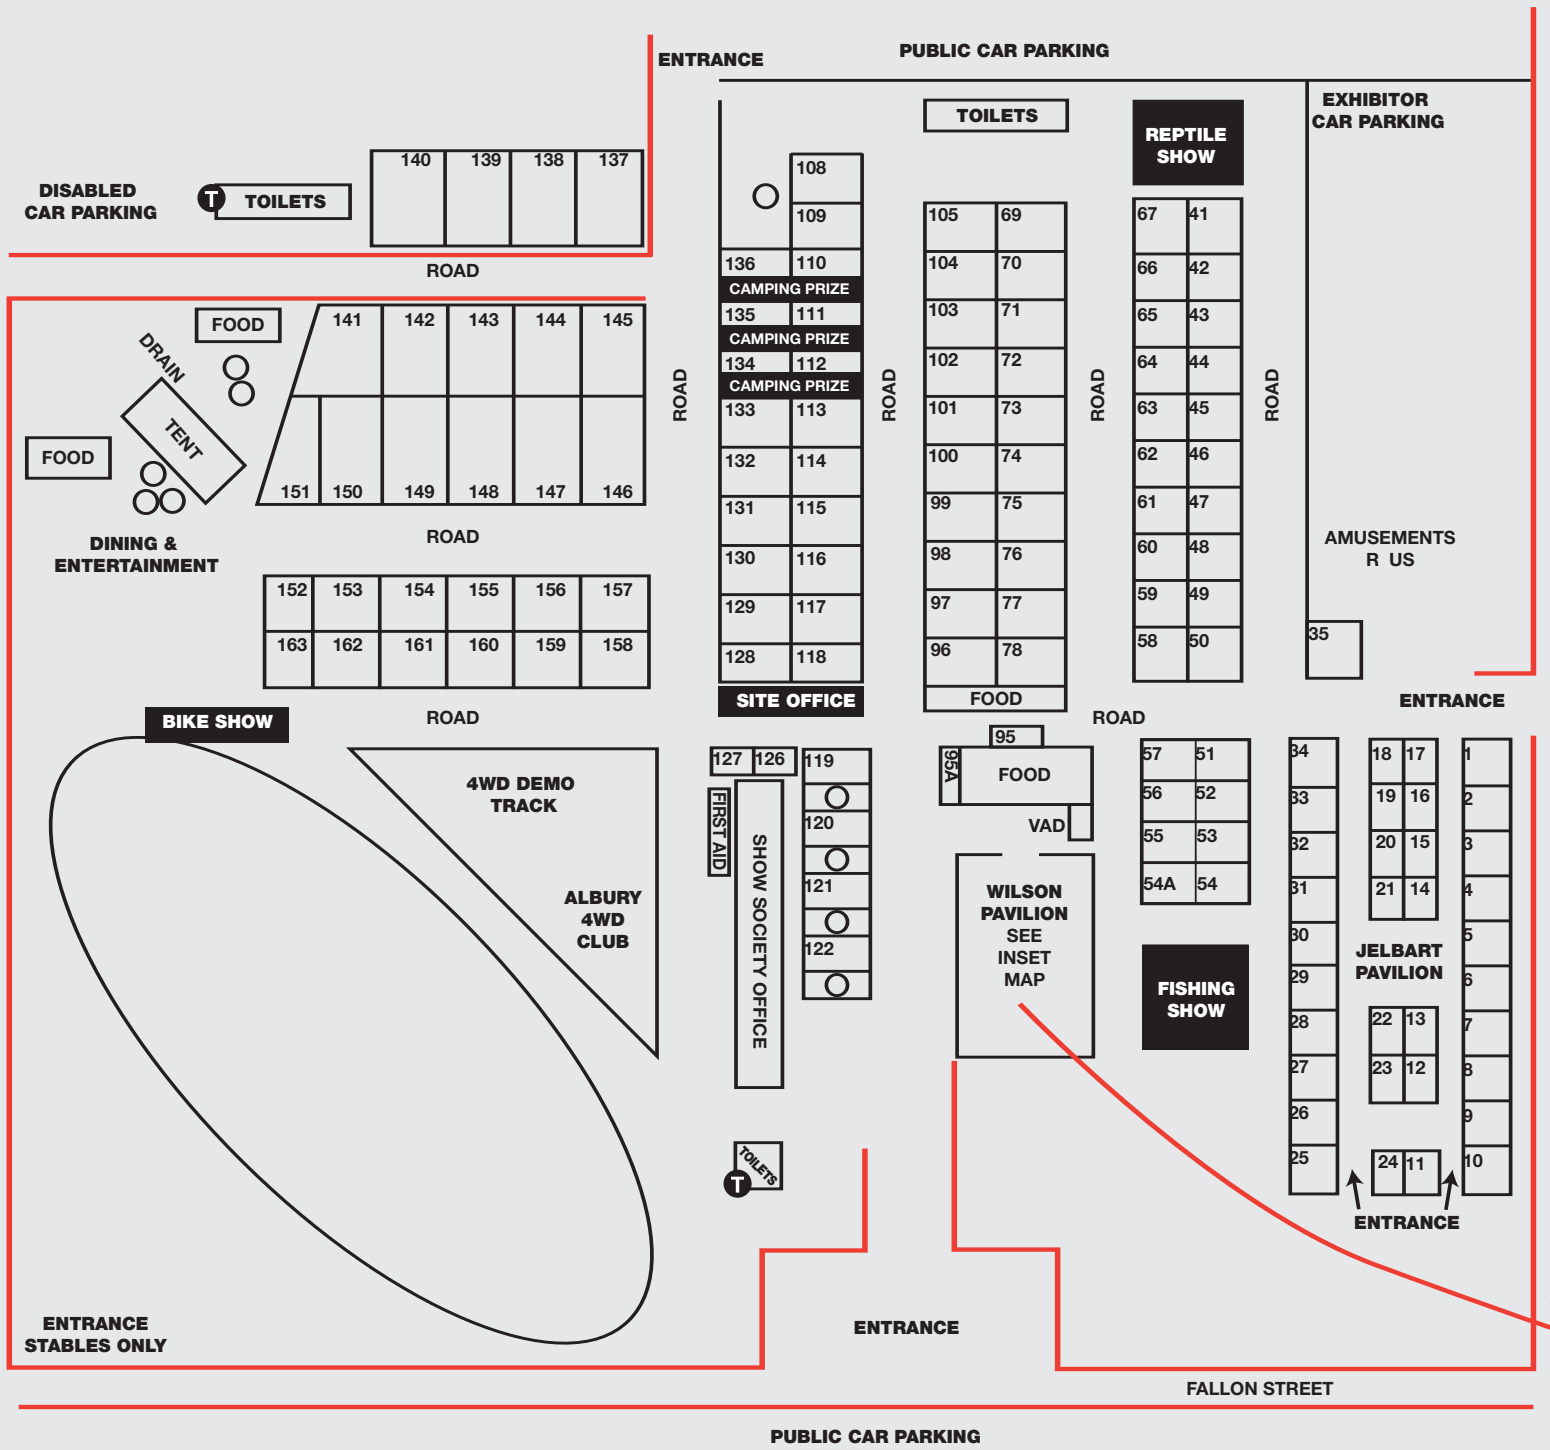 ENTRANCE
PUBLIC CAR PARKING
EXHIBITOR
CAR PARKING
DISABLED
CAR PARKING
T
TOILETS
140 139 138 137
ROAD
FOOD
DRAIN
TENT
FOOD
DINING &
ENTERTAINMENT
141 142 143 144 145
151 150 149 148 147 146
ROAD
152 153 154 155 156 157
163 162 161 160 159 158
ROAD
BIKE SHOW
4WD DEMO
TRACK
ALBURY
4WD
CLUB
ENTRANCE
STABLES ONLY
ROAD
108
109
136 110
CAMPING PRIZE
135 111
CAMPING PRIZE
134 112
CAMPING PRIZE
133 113
132 114
131 115
130 116
129 117
128 118
SITE OFFICE
127 126 119
120
121
122
FIRST AID
SHOW SOCIETY OFFICE
TOILETS
T
ROAD
TOILETS
105 69
104 70
103 71
102 72
101 73
100 74
99 75
98 76
97 77
96 78
FOOD
95
95A
FOOD
VAD
WILSON
PAVILION
SEE
INSET
MAP
ROAD
REPTILE
SHOW
67 41
66 42
65 43
64 44
63 45
62 46
61 47
60 48
59 49
58 50
ROAD
57 51
56 52
55 53
54A 54
FISHING
SHOW
ROAD
AMUSEMENTS
R US
35
ENTRANCE
34
33
32
31
30
29
28
27
26
25
18 17
19 16
20 15
21 14
JELBART
PAVILION
22 13
23 12
24 11
1
2
3
4
5
6
7
8
9
10
ENTRANCE
ENTRANCE
FALLON STREET
PUBLIC CAR PARKING